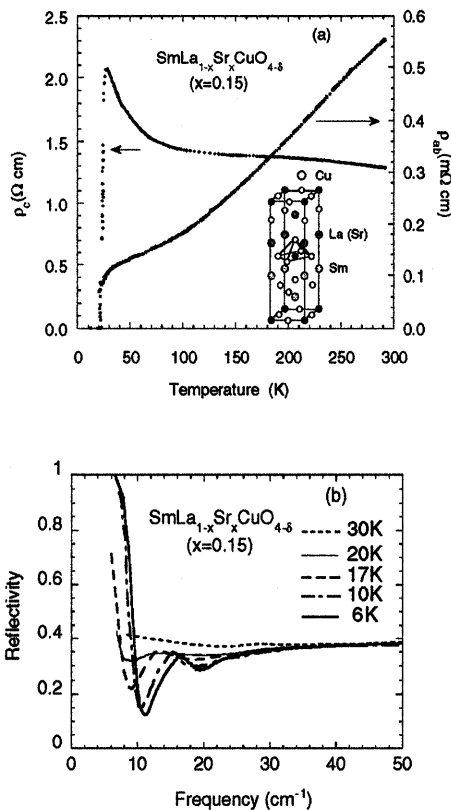 (a)
SmLa1-xSrxCuO4-δ
(x=0.15)
2.5
2.0
1.5
1.0
0.5
0.0
ρc(Ω cm)
0.6
0.5
0.4
0.3
0.2
0.1
0.0
ρab(mΩ cm)
Cu
La (Sr)
Sm
0 50 100 150 200 250 300
Temperature (K)
(b)
SmLa1-xSrxCuO4-δ
(x=0.15)
30K
20K
17K
10K
6K
1
0.8
0.6
0.4
0.2
0
Reflectivity
0 10 20 30 40 50
Frequency (cm-1)